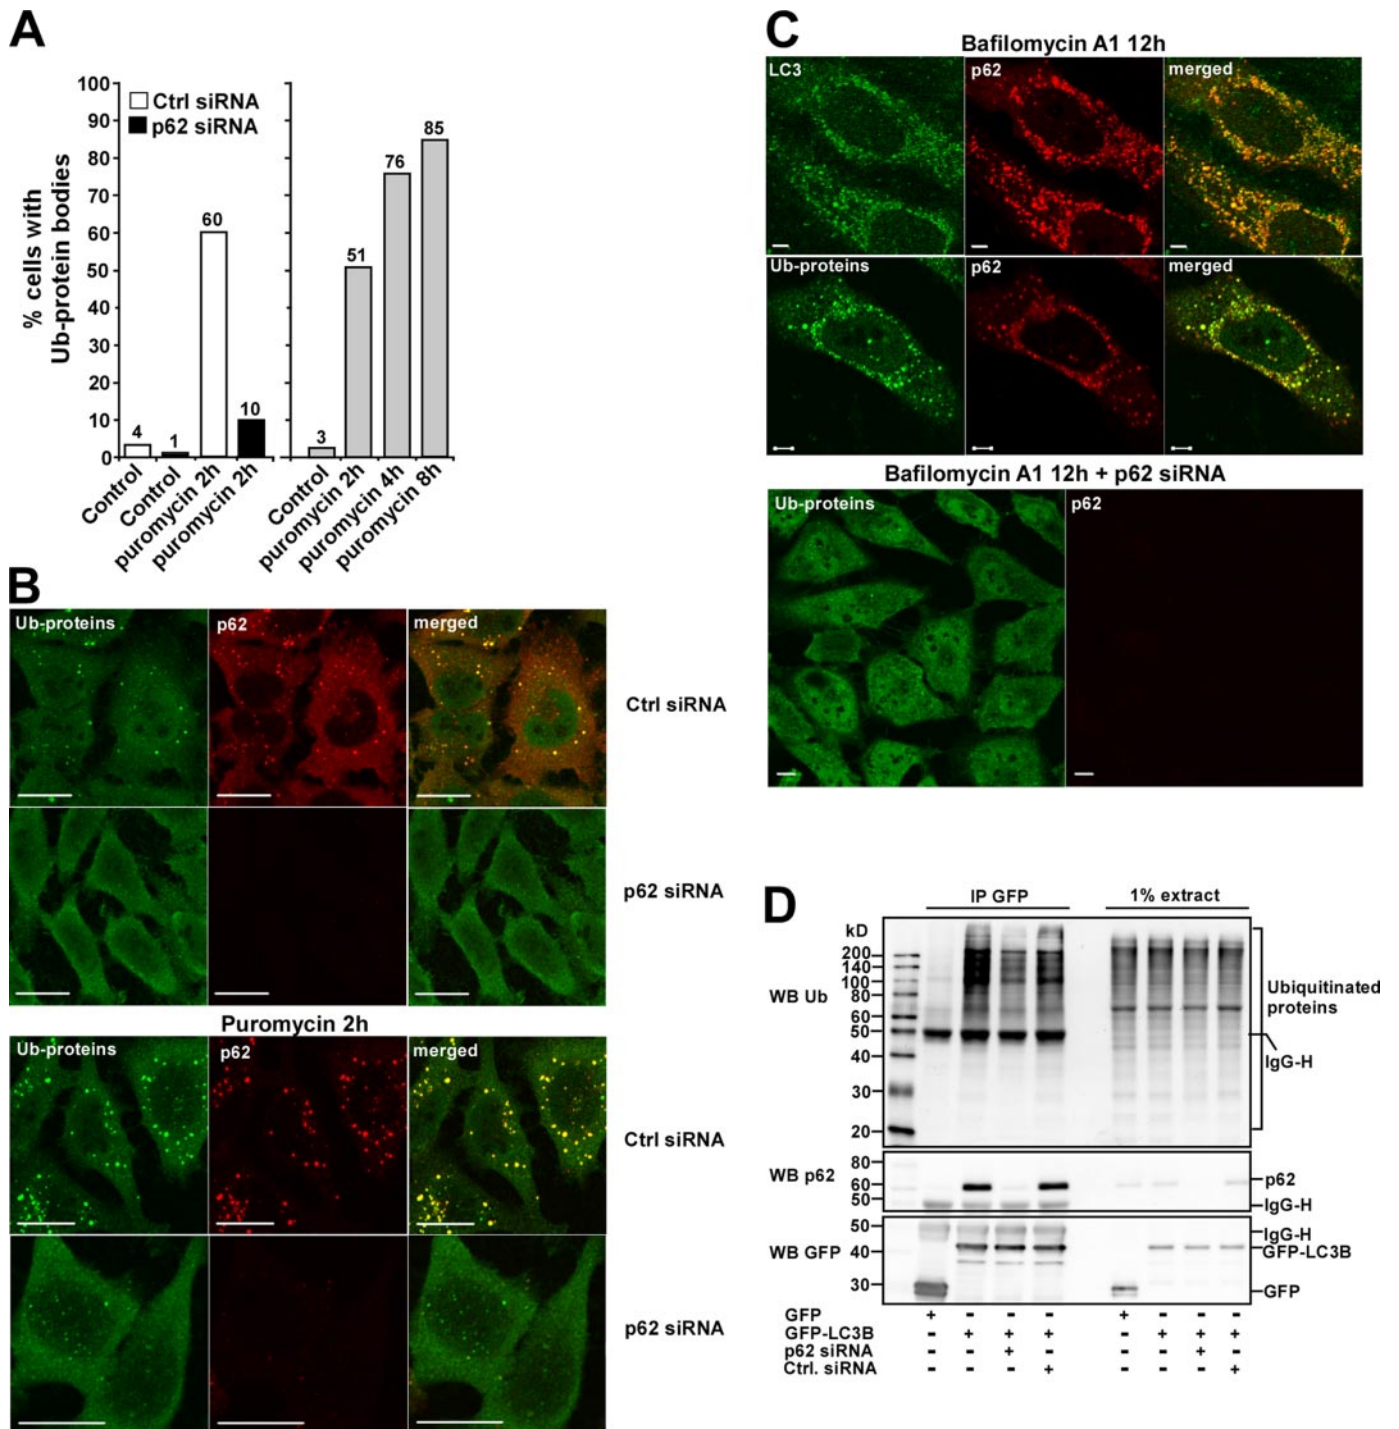 A
100
90
80
70
60
50
40
30
20
10
0
% cells with
Ub-protein bodies
Ctrl siRNA
p62 siRNA
4
1
60
10
3
51
76
85
Control
Control
puromycin 2h
puromycin 2h
Control
puromycin 2h
puromycin 4h
puromycin 8h
B
Ub-proteins
p62
merged
Ctrl siRNA
p62 siRNA
Puromycin 2h
Ub-proteins
p62
merged
Ctrl siRNA
p62 siRNA
C
Bafilomycin A1 12h
LC3
p62
merged
Ub-proteins
p62
merged
Bafilomycin A1 12h + p62 siRNA
Ub-proteins
p62
D
IP GFP
1% extract
kD
200
140
100
80
60
50
40
30
20
WB Ub
Ubiquitinated
proteins
IgG-H
80
60
50
WB p62
p62
IgG-H
50
40
30
WB GFP
IgG-H
GFP-LC3B
GFP
GFP + - - - + - - -
GFP-LC3B - + + + - + + +
p62 siRNA - - + - - - + -
Ctrl. siRNA - - - + - - - +